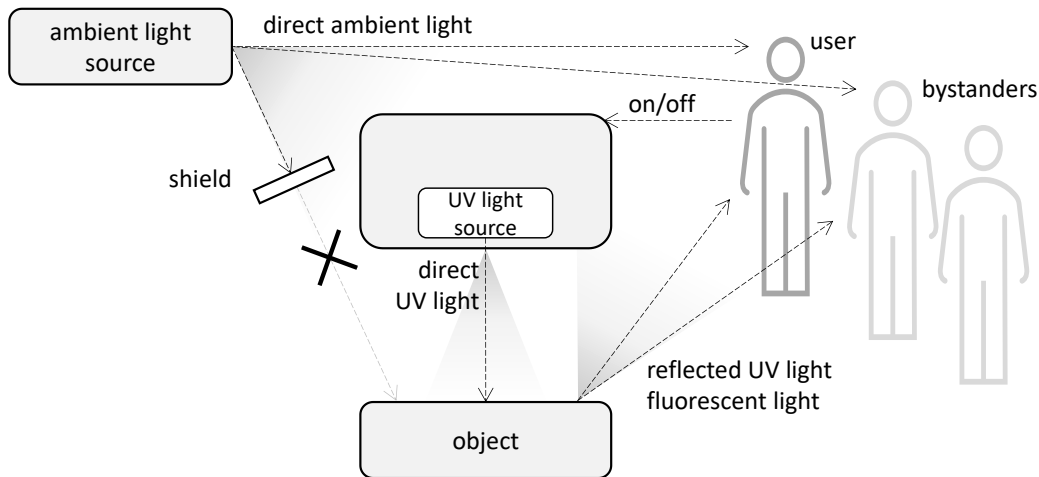 ambient light
source
direct ambient light
user
bystanders
on/off
shield
UV light
source
direct
UV light
reflected UV light
fluorescent light
object